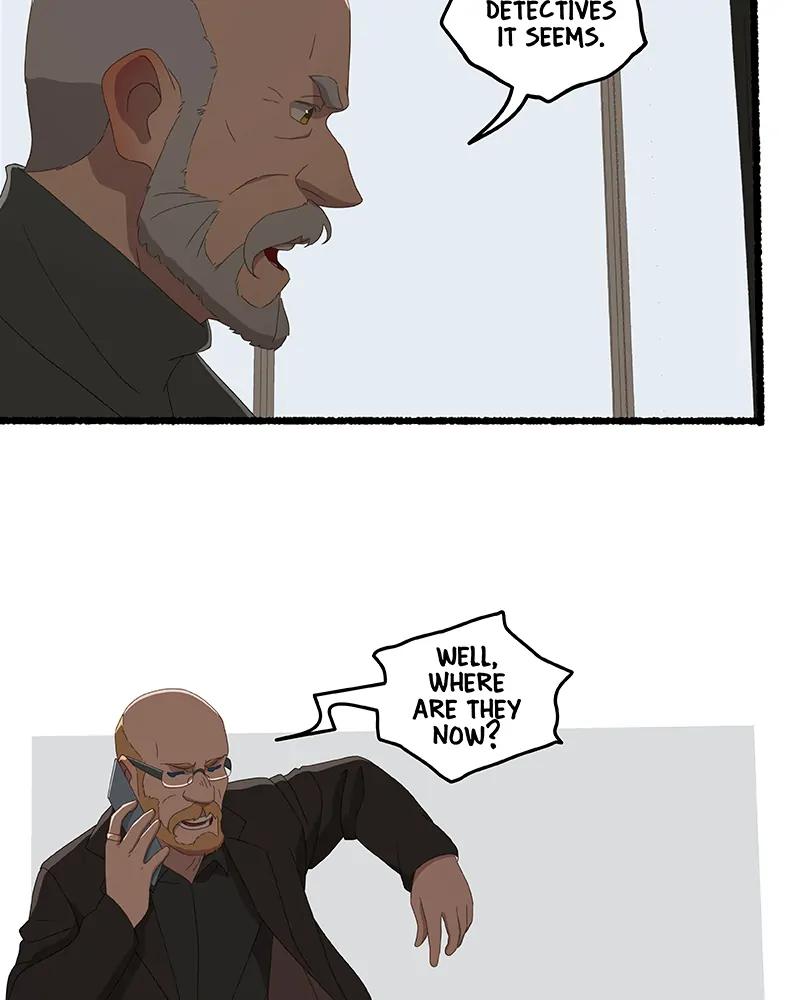 DETECTIVES
IT SEEMS.
WELL,
WHERE
ARE THEY
NOW?